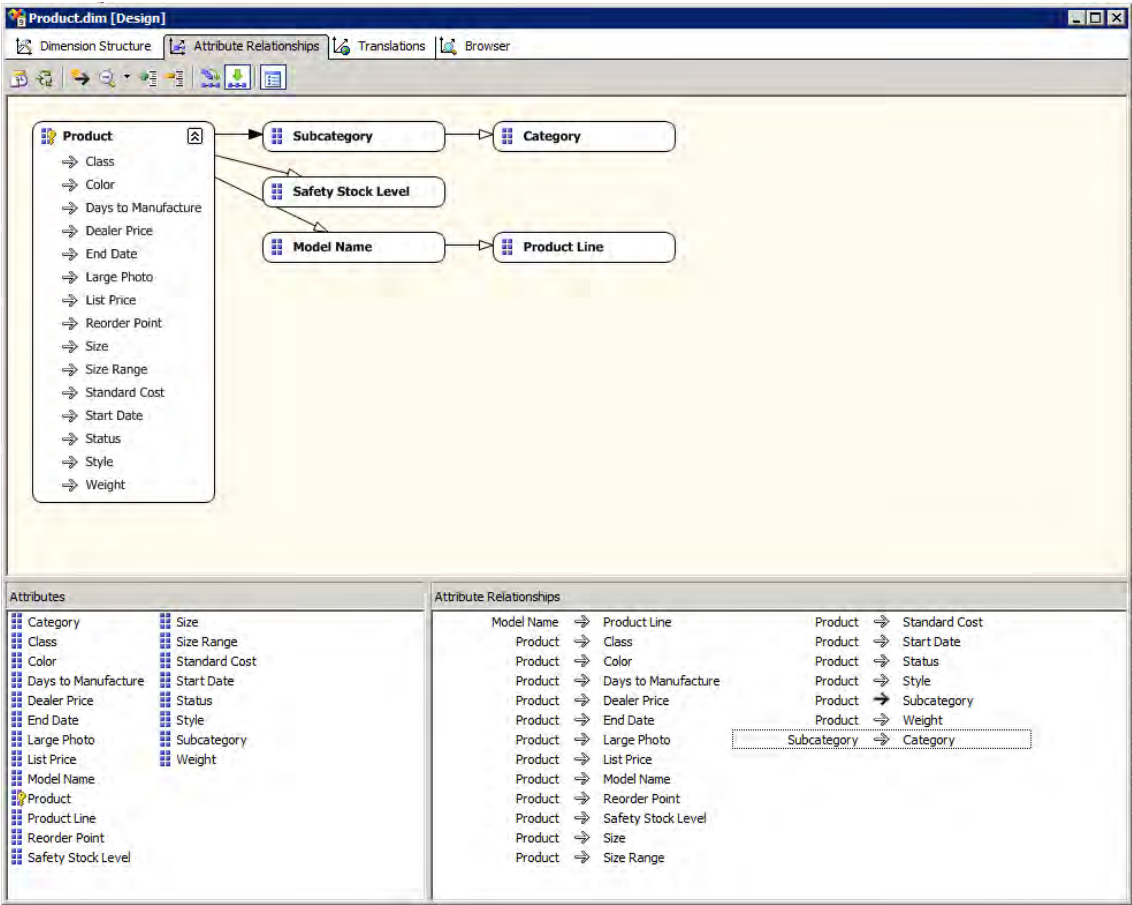 Product.dim [Design]
Dimension Structure Attribute Relationships Translations Browser
Product
Class
Color
Days to Manufacture
Dealer Price
End Date
Large Photo
List Price
Reorder Point
Size
Size Range
Standard Cost
Start Date
Status
Style
Weight
Subcategory
Category
Safety Stock Level
Model Name
Product Line
Attributes
Category
Class
Color
Days to Manufacture
Dealer Price
End Date
Large Photo
List Price
Model Name
Product
Product Line
Reorder Point
Safety Stock Level
Size
Size Range
Standard Cost
Start Date
Status
Style
Subcategory
Weight
Attribute Relationships
Model Name Product Line
Product Class
Product Color
Product Days to Manufacture
Product Dealer Price
Product End Date
Product Large Photo
Product List Price
Product Model Name
Product Reorder Point
Product Safety Stock Level
Product Size
Product Size Range
Product Standard Cost
Product Start Date
Product Status
Product Style
Product Subcategory
Product Weight
Subcategory Category